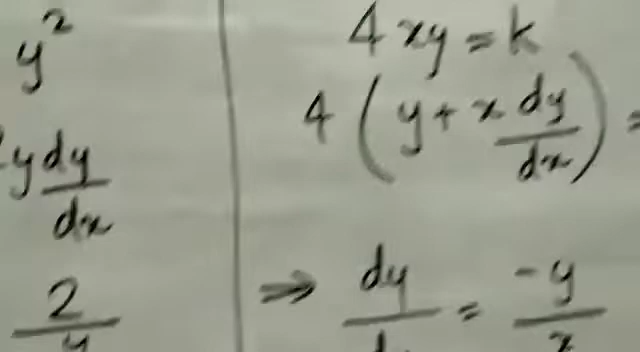 y²
y dy/dx
2/y
4xy = k
4(y + x dy/dx) =
⇒ dy/dx = -y/x